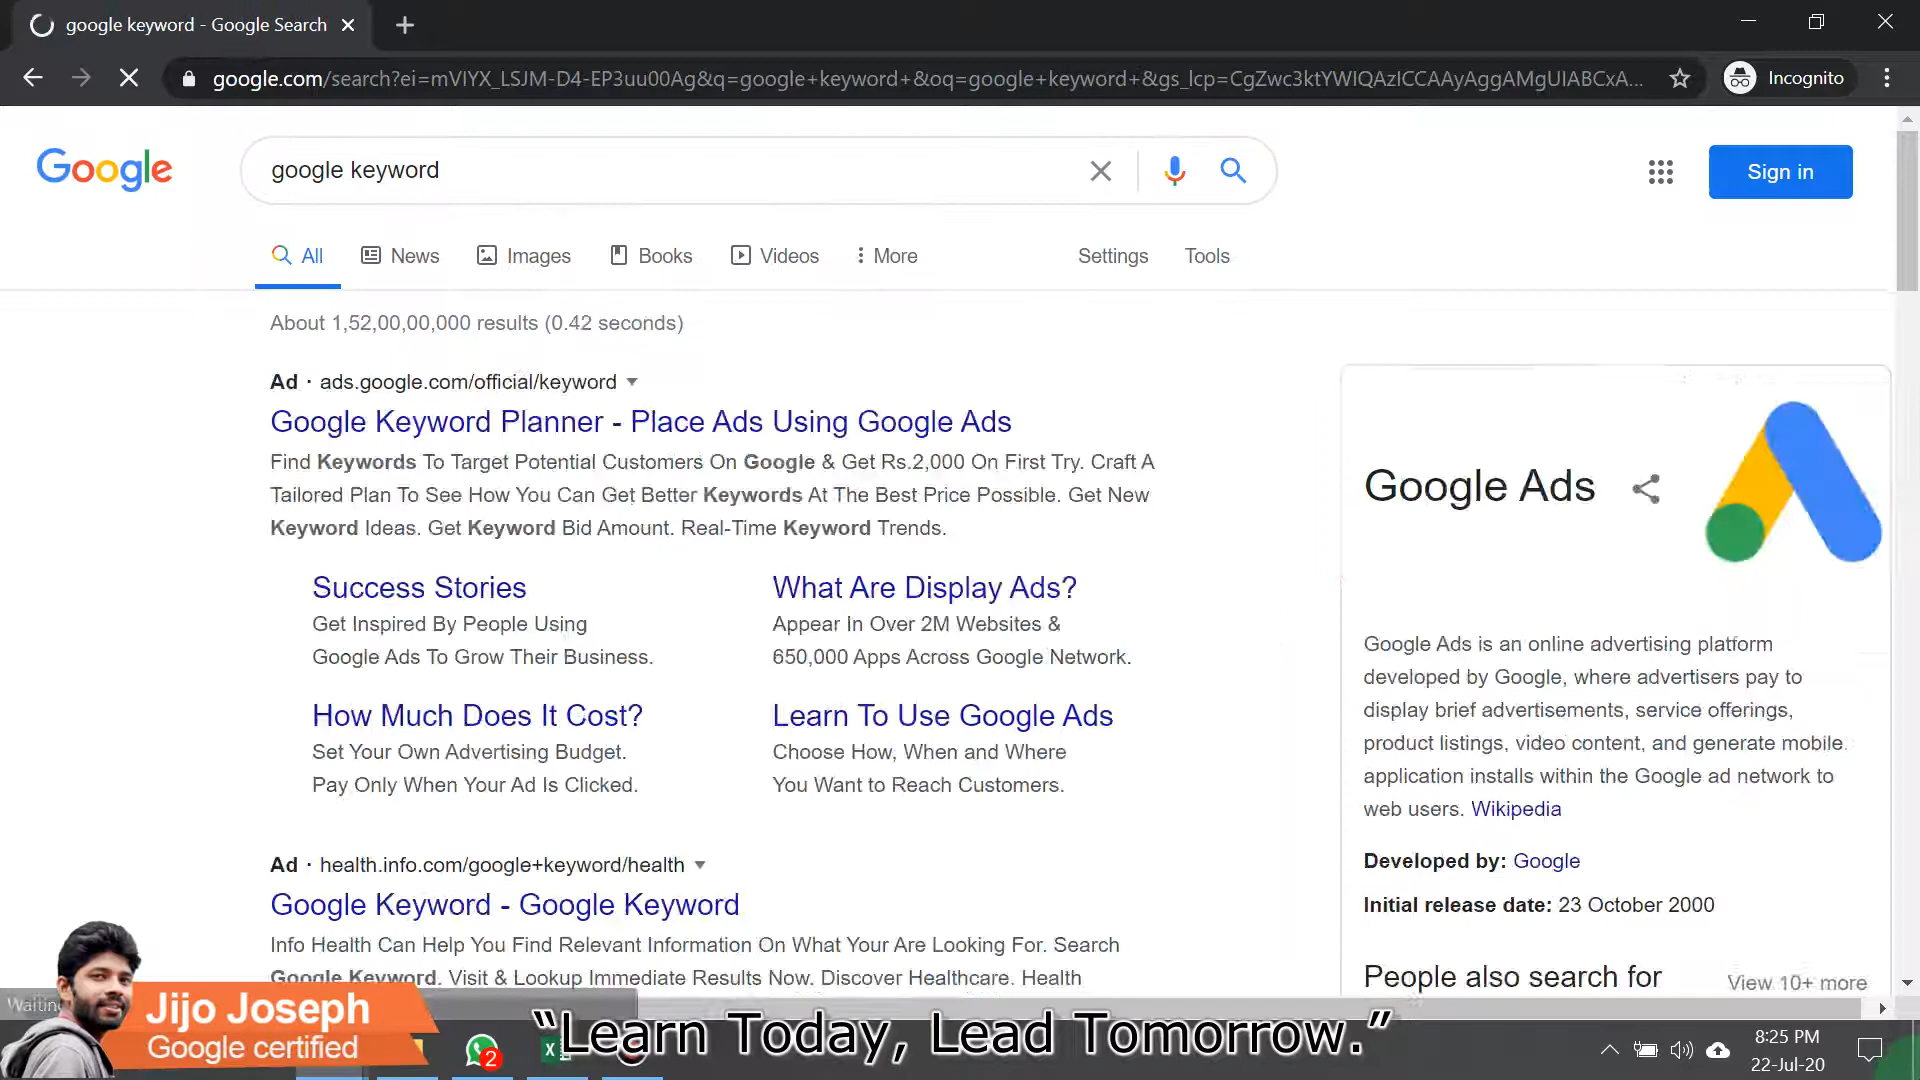 google keyword - Google Search
google.com/search?ei=mVIYX_LSJM-D4-EP3uu00Ag&q=google+keyword+&oq=google+keyword+&gs_lcp=CgZwc3ktYWIQAzICCAAyAggAMgUIABCxA...
Incognito
Google
google keyword
Sign in
All
News
Images
Books
Videos
More
Settings
Tools
About 1,52,00,00,000 results (0.42 seconds)
Ad · ads.google.com/official/keyword
Google Keyword Planner - Place Ads Using Google Ads
Find Keywords To Target Potential Customers On Google & Get Rs.2,000 On First Try. Craft A
Tailored Plan To See How You Can Get Better Keywords At The Best Price Possible. Get New
Keyword Ideas. Get Keyword Bid Amount. Real-Time Keyword Trends.
Success Stories
Get Inspired By People Using
Google Ads To Grow Their Business.
What Are Display Ads?
Appear In Over 2M Websites &
650,000 Apps Across Google Network.
How Much Does It Cost?
Set Your Own Advertising Budget.
Pay Only When Your Ad Is Clicked.
Learn To Use Google Ads
Choose How, When and Where
You Want to Reach Customers.
Ad · health.info.com/google+keyword/health
Google Keyword - Google Keyword
Info Health Can Help You Find Relevant Information On What Your Are Looking For. Search
Google Keyword. Visit & Lookup Immediate Results Now. Discover Healthcare. Health
Google Ads
Google Ads is an online advertising platform
developed by Google, where advertisers pay to
display brief advertisements, service offerings,
product listings, video content, and generate mobile
application installs within the Google ad network to
web users. Wikipedia
Developed by: Google
Initial release date: 23 October 2000
People also search for
View 10+ more
Jijo Joseph
Google certified
2
“Learn Today, Lead Tomorrow.”
8:25 PM
22-Jul-20